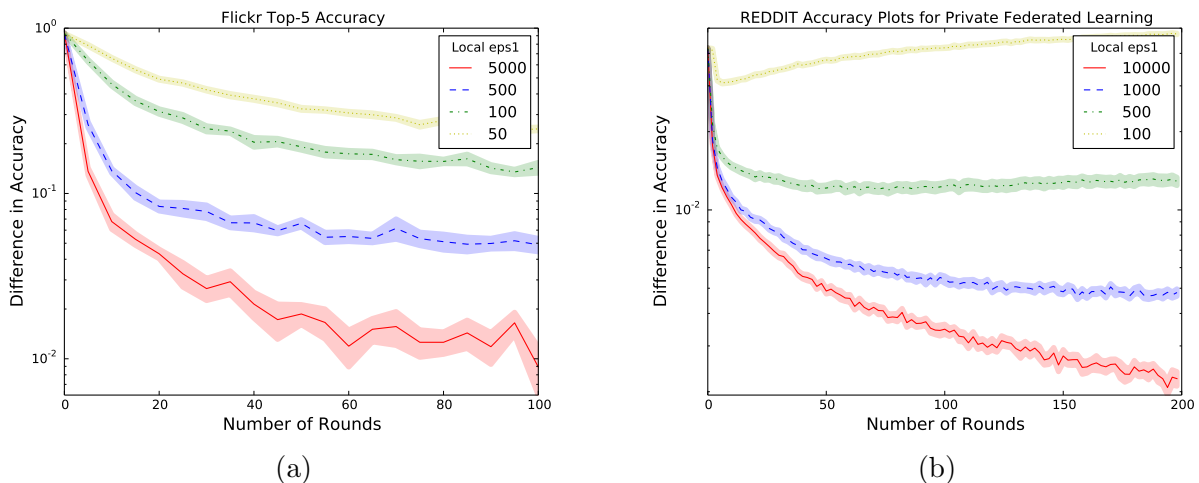 Flickr Top-5 Accuracy
Difference in Accuracy
10^0
10^-1
10^-2
Local eps1
5000
500
100
50
0 20 40 60 80 100
Number of Rounds
(a)
REDDIT Accuracy Plots for Private Federated Learning
Difference in Accuracy
10^-2
Local eps1
10000
1000
500
100
0 50 100 150 200
Number of Rounds
(b)